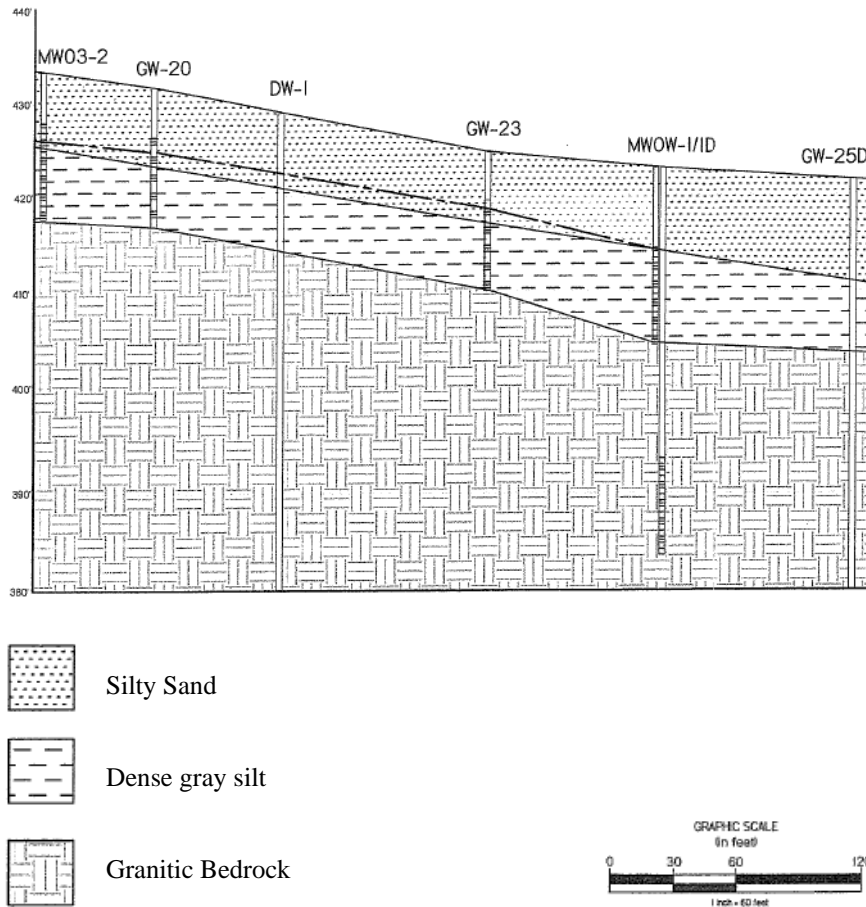 440'
MW03-2
GW-20
DW-1
430'
GW-23
MWOW-1/1D
GW-25D
420'
410'
400'
390'
380'
Silty Sand
Dense gray silt
Granitic Bedrock
GRAPHIC SCALE
(in feet)
0 30 60 120
1 inch = 60 feet